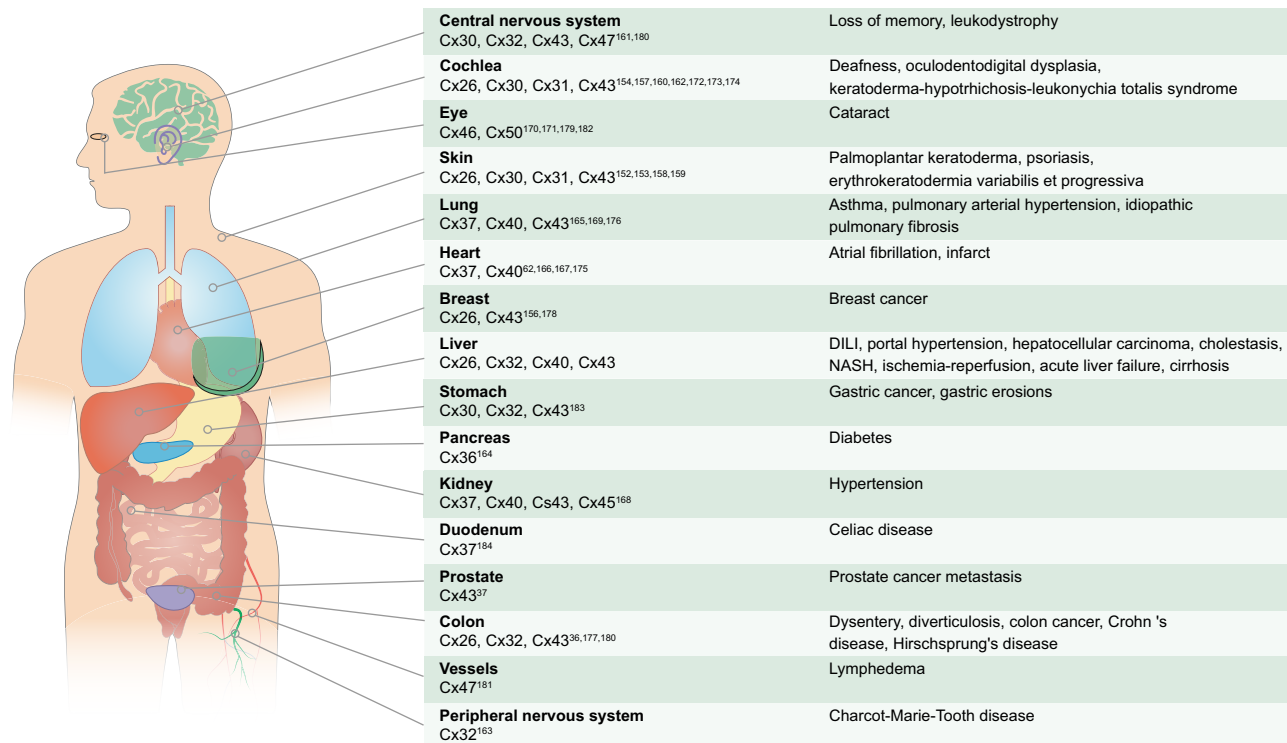 Central nervous system
Cx30, Cx32, Cx43, Cx47161,180
Loss of memory, leukodystrophy
Cochlea
Cx26, Cx30, Cx31, Cx43154,157,160,162,172,173,174
Deafness, oculodentodigital dysplasia,
keratoderma-hypotrhichosis-leukonychia totalis syndrome
Eye
Cx46, Cx50170,171,179,182
Cataract
Skin
Cx26, Cx30, Cx31, Cx43152,153,158,159
Palmoplantar keratoderma, psoriasis,
erythrokeratodermia variabilis et progressiva
Lung
Cx37, Cx40, Cx43165,169,176
Asthma, pulmonary arterial hypertension, idiopathic
pulmonary fibrosis
Heart
Cx37, Cx4062,166,167,175
Atrial fibrillation, infarct
Breast
Cx26, Cx43156,178
Breast cancer
Liver
Cx26, Cx32, Cx40, Cx43
DILI, portal hypertension, hepatocellular carcinoma, cholestasis,
NASH, ischemia-reperfusion, acute liver failure, cirrhosis
Stomach
Cx30, Cx32, Cx43183
Gastric cancer, gastric erosions
Pancreas
Cx36164
Diabetes
Kidney
Cx37, Cx40, Cs43, Cx45168
Hypertension
Duodenum
Cx37184
Celiac disease
Prostate
Cx4337
Prostate cancer metastasis
Colon
Cx26, Cx32, Cx4336,177,180
Dysentery, diverticulosis, colon cancer, Crohn 's
disease, Hirschsprung's disease
Vessels
Cx47181
Lymphedema
Peripheral nervous system
Cx32163
Charcot-Marie-Tooth disease